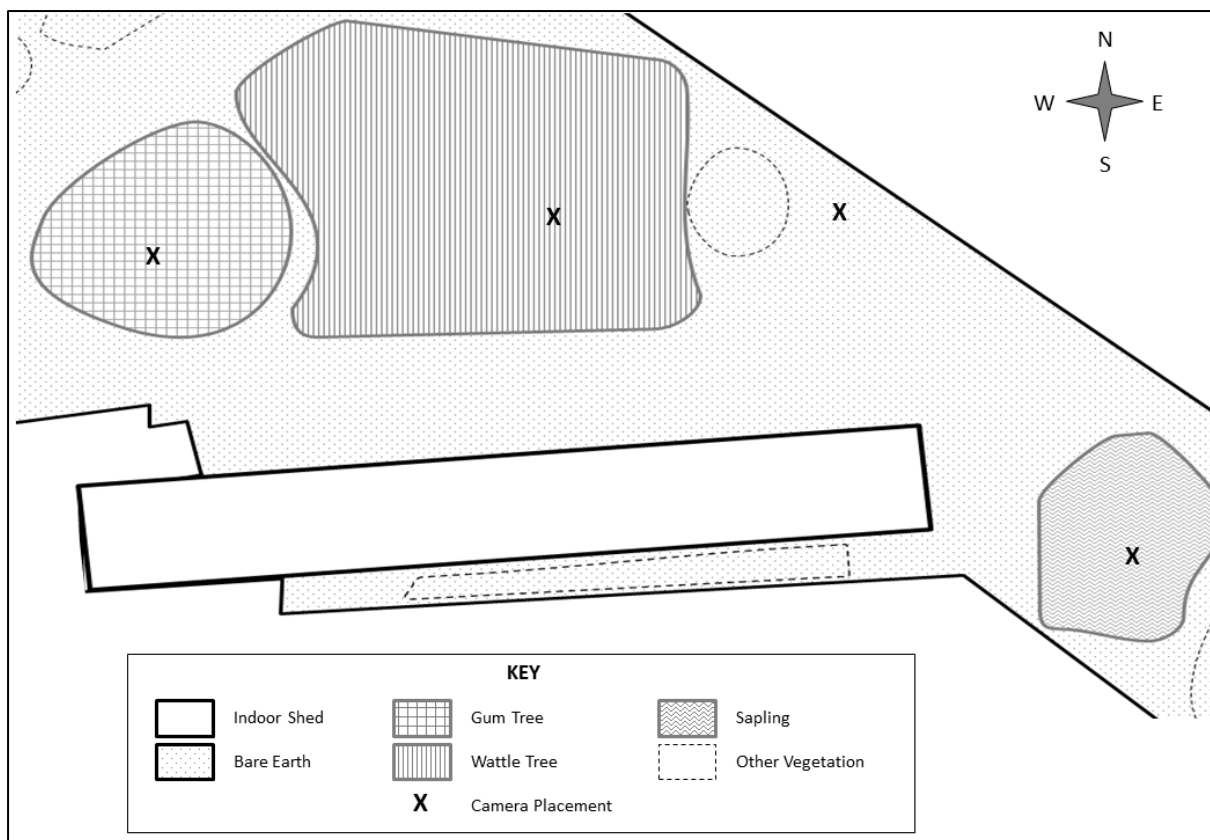 N
W E
S
X
X
X
X
KEY
Indoor Shed
Gum Tree
Sapling
Bare Earth
Wattle Tree
Other Vegetation
X Camera Placement